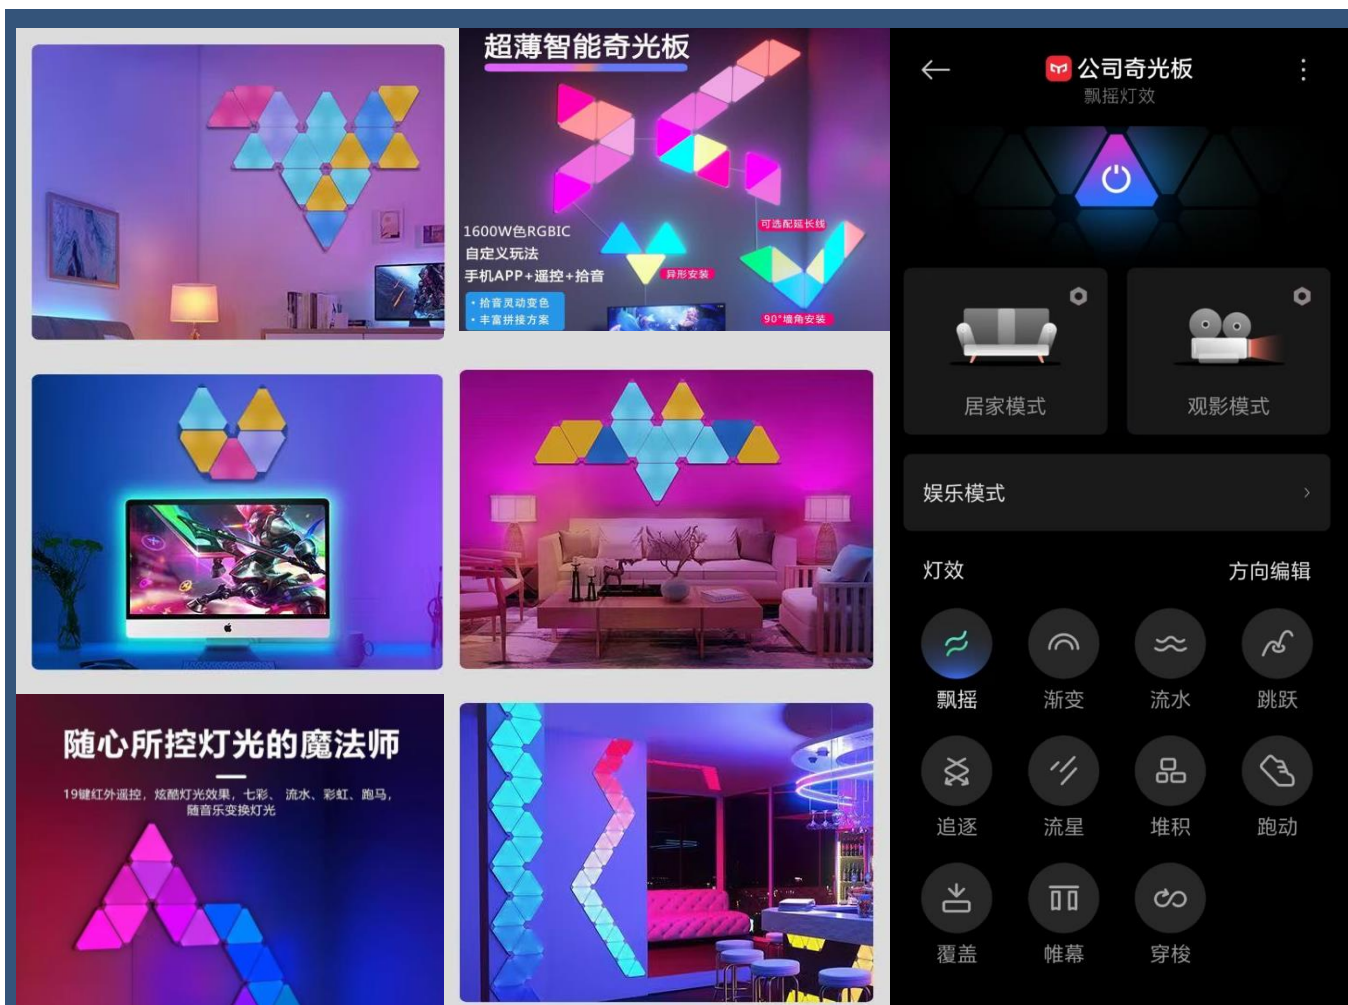 超薄智能奇光板
1600W色RGBIC
自定义玩法
手机APP+遥控+拾音
• 拾音灵动变色
• 丰富拼接方案
可选配延长线
异形安装
90°墙角安装
随心所控灯光的魔法师
19键红外遥控，炫酷灯光效果，七彩、 流水、彩虹、跑马，
随音乐变换灯光
公司奇光板
飘摇灯效
居家模式
观影模式
娱乐模式
灯效
方向编辑
飘摇
渐变
流水
跳跃
追逐
流星
堆积
跑动
覆盖
帷幕
穿梭